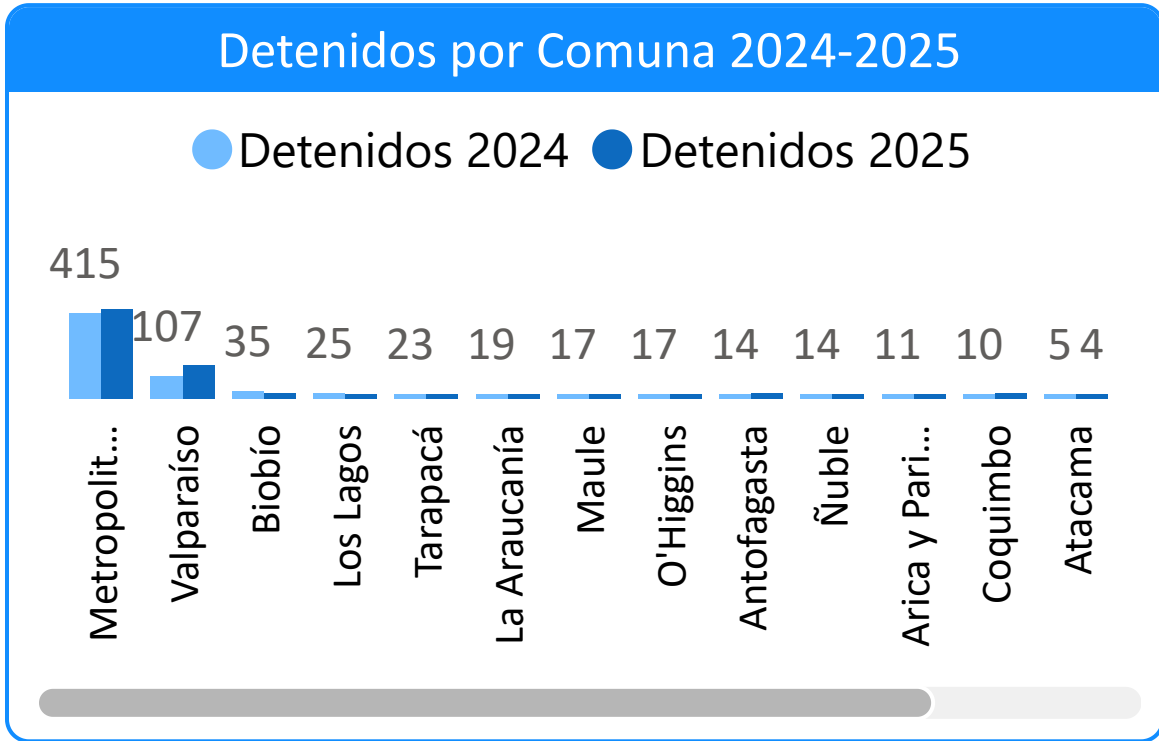 Detenidos por Comuna 2024-2025
Detenidos 2024 Detenidos 2025
415
107
35
25
23
19
17
17
14
14
11
10
5 4
Metropolit...
Valparaíso
Biobío
Los Lagos
Tarapacá
La Araucanía
Maule
O'Higgins
Antofagasta
Ñuble
Arica y Pari...
Coquimbo
Atacama